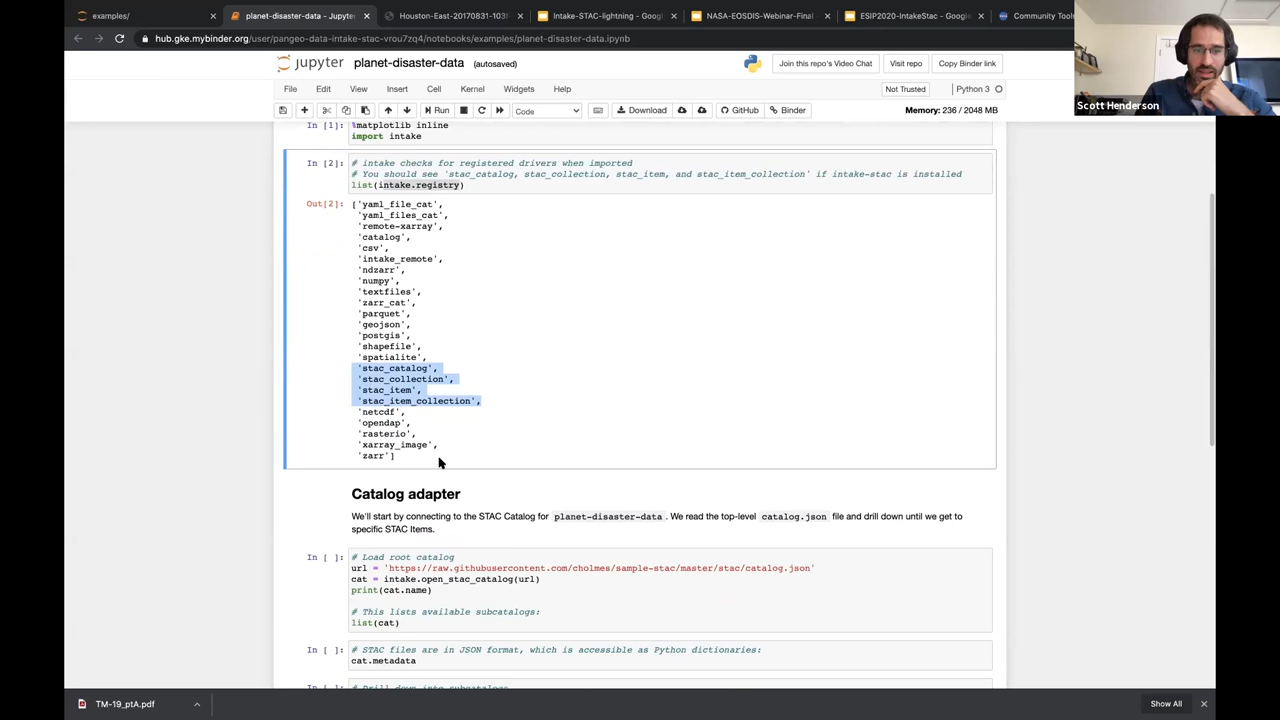 examples/
planet-disaster-data - Jupyte
Houston-East-20170831-103
Intake-STAC-lightning - Googl
NASA-EOSDIS-Webinar-Final
ESIP2020-IntakeStac - Google
Community Tools
hub.gke.mybinder.org/user/pangeo-data-intake-stac-vrou7zq4/notebooks/examples/planet-disaster-data.ipynb
Scott Henderson
jupyter planet-disaster-data (autosaved)
Join this repo's Video Chat
Visit repo
Copy Binder link
File Edit View Insert Cell Kernel Widgets Help
Not Trusted
Python 3
Run
Code
Download
GitHub
Binder
Memory: 236 / 2048 MB
In [1]: %matplotlib inline
import intake
In [2]: # intake checks for registered drivers when imported
# You should see 'stac_catalog, stac_collection, stac_item, and stac_item_collection' if intake-stac is installed
list(intake.registry)
Out[2]: ['yaml_file_cat',
'yaml_files_cat',
'remote-xarray',
'catalog',
'csv',
'intake_remote',
'ndzarr',
'numpy',
'textfiles',
'zarr_cat',
'parquet',
'geojson',
'postgis',
'shapefile',
'spatialite',
'stac_catalog',
'stac_collection',
'stac_item',
'stac_item_collection',
'netcdf',
'opendap',
'rasterio',
'xarray_image',
'zarr']
Catalog adapter
We'll start by connecting to the STAC Catalog for planet-disaster-data . We read the top-level catalog.json file and drill down until we get to
specific STAC Items.
In [ ]: # Load root catalog
url = 'https://raw.githubusercontent.com/cholmes/sample-stac/master/stac/catalog.json'
cat = intake.open_stac_catalog(url)
print(cat.name)
# This lists available subcatalogs:
list(cat)
In [ ]: # STAC files are in JSON format, which is accessible as Python dictionaries:
cat.metadata
In [ ]: # Drill down into subcatalogs
TM-19_ptA.pdf
Show All